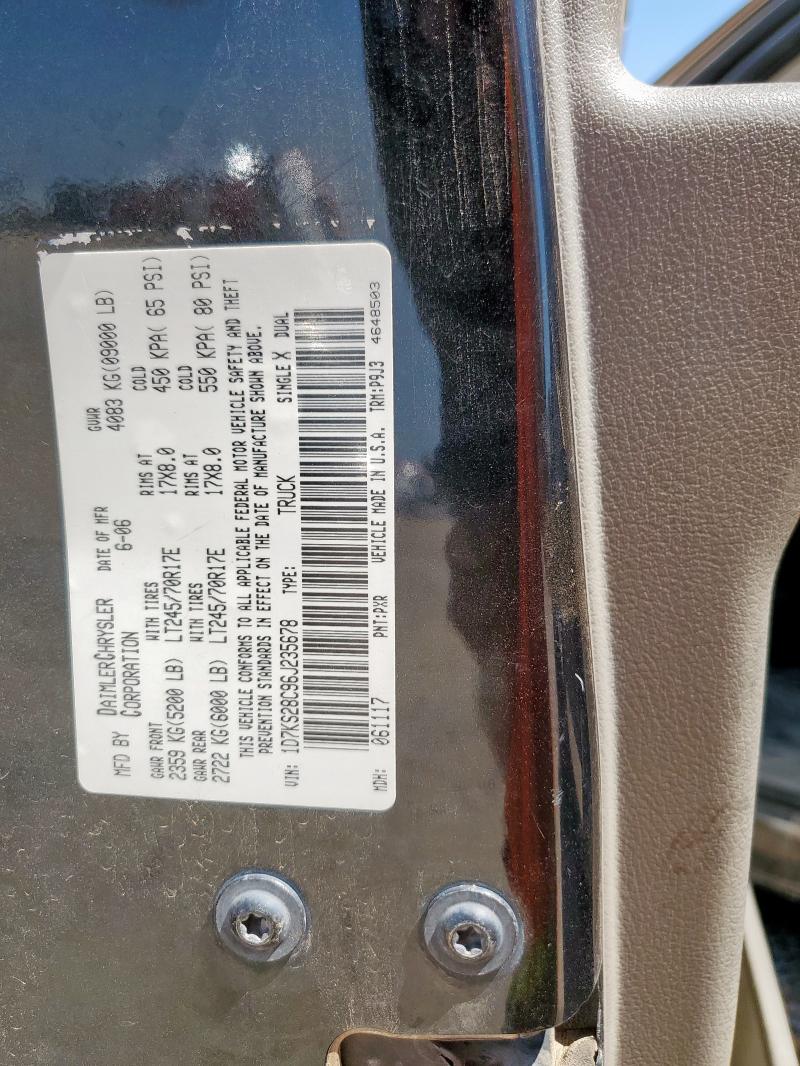 MFD BY DAIMLERCHRYSLER CORPORATION DATE OF MFR 6-06 GVWR 4083 KG(09000 LB)
GAWR FRONT WITH TIRES RIMS AT COLD
2359 KG(5200 LB) LT245/70R17E 17X8.0 450 KPA( 65 PSI)
GAWR REAR WITH TIRES RIMS AT COLD
2722 KG(6000 LB) LT245/70R17E 17X8.0 550 KPA( 80 PSI)
THIS VEHICLE CONFORMS TO ALL APPLICABLE FEDERAL MOTOR VEHICLE SAFETY AND THEFT
PREVENTION STANDARDS IN EFFECT ON THE DATE OF MANUFACTURE SHOWN ABOVE.
VIN: 1D7KS28C96J235678 TYPE: TRUCK SINGLE X DUAL
MDH: 061117 PNT:PXR VEHICLE MADE IN U.S.A. TRM:P9J3 4648503